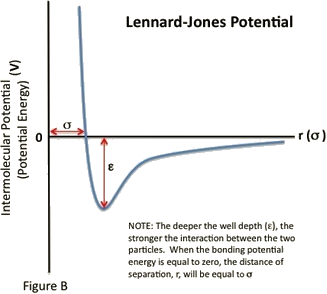 Lennard-Jones Potential
Intermolecular Potential (V)
(Potential Energy)
σ
0
r (σ)
ε
NOTE: The deeper the well depth (ε), the
stronger the interaction between the two
particles. When the bonding potential
energy is equal to zero, the distance of
separation, r, will be equal to σ
Figure B